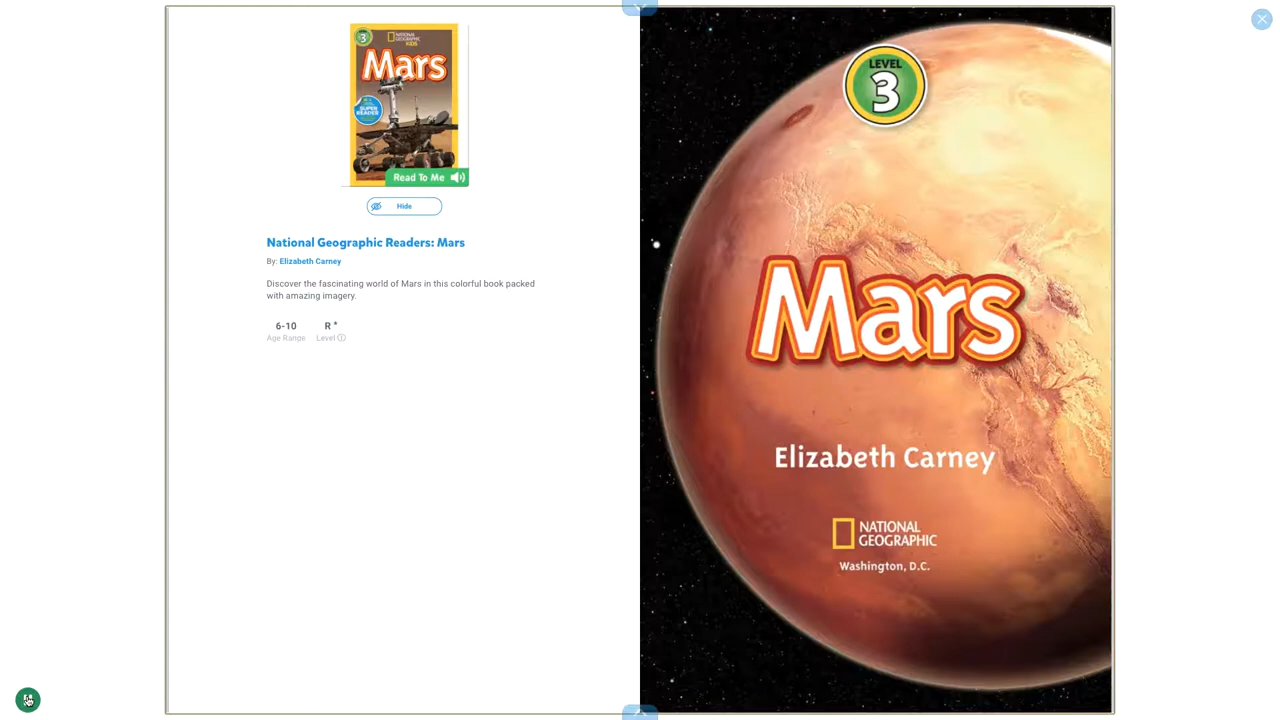 3
NATIONAL
GEOGRAPHIC
KIDS
Mars
SUPER
READER
Read To Me
Hide
National Geographic Readers: Mars
By: Elizabeth Carney
Discover the fascinating world of Mars in this colorful book packed
with amazing imagery.
6-10 R *
Age Range Level
LEVEL
3
Mars
Elizabeth Carney
NATIONAL
GEOGRAPHIC
Washington, D.C.